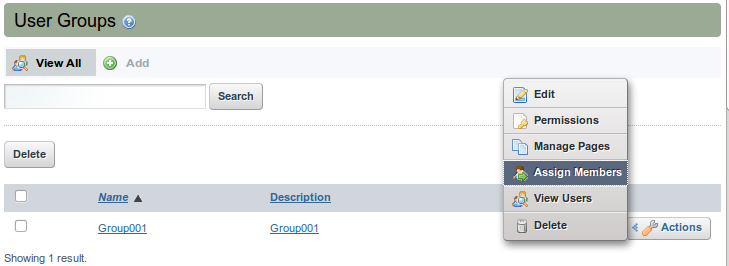 User Groups
View All Add
Search
Edit
Permissions
Manage Pages
Assign Members
View Users
Delete
Delete
Name Description
Group001 Group001 Actions
Showing 1 result.